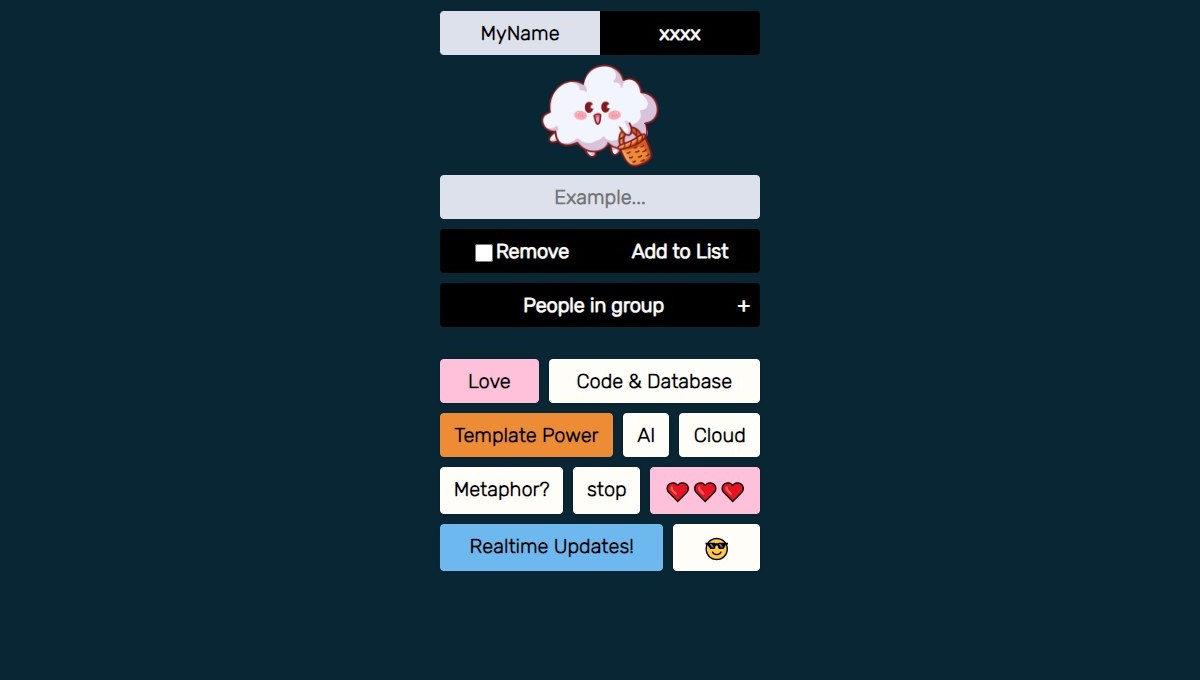 MyName xxxx
Example...
Remove Add to List
People in group +
Love Code & Database
Template Power AI Cloud
Metaphor? stop ❤️❤️❤️
Realtime Updates! 😎